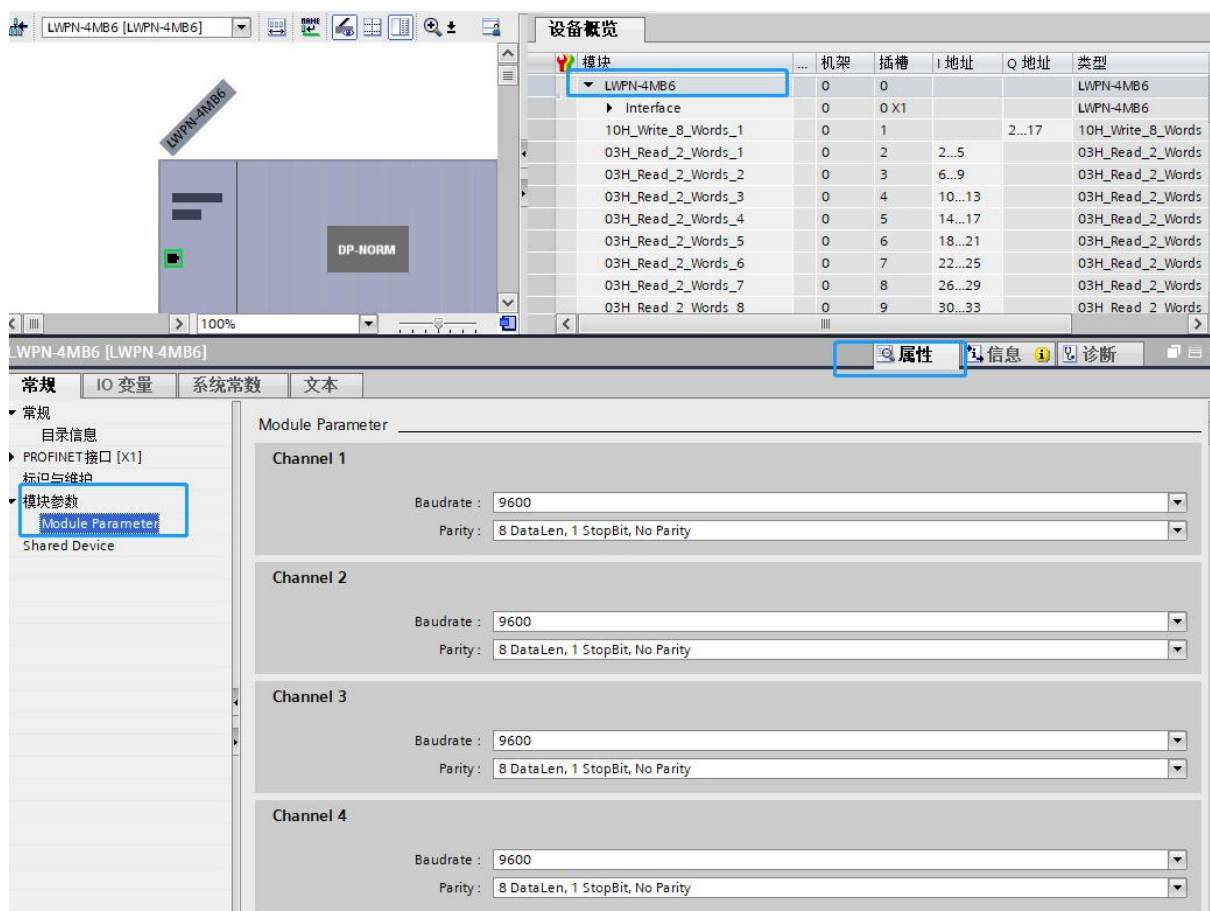 LWPN-4MB6 [LWPN-4MB6]
NAME
设备概览
LWPN-4MB6
DP-NORM
100%
模块 ... 机架 插槽 I 地址 Q 地址 类型
LWPN-4MB6 0 0 LWPN-4MB6
Interface 0 0 X1 LWPN-4MB6
10H_Write_8_Words_1 0 1 2...17 10H_Write_8_Words
03H_Read_2_Words_1 0 2 2...5 03H_Read_2_Words
03H_Read_2_Words_2 0 3 6...9 03H_Read_2_Words
03H_Read_2_Words_3 0 4 10...13 03H_Read_2_Words
03H_Read_2_Words_4 0 5 14...17 03H_Read_2_Words
03H_Read_2_Words_5 0 6 18...21 03H_Read_2_Words
03H_Read_2_Words_6 0 7 22...25 03H_Read_2_Words
03H_Read_2_Words_7 0 8 26...29 03H_Read_2_Words
03H_Read_2_Words_8 0 9 30...33 03H_Read_2_Words
LWPN-4MB6 [LWPN-4MB6]
属性 信息 诊断
常规 IO 变量 系统常数 文本
常规
目录信息
PROFINET接口 [X1]
标识与维护
模块参数
Module Parameter
Shared Device
Module Parameter
Channel 1
Baudrate : 9600
Parity : 8 DataLen, 1 StopBit, No Parity
Channel 2
Baudrate : 9600
Parity : 8 DataLen, 1 StopBit, No Parity
Channel 3
Baudrate : 9600
Parity : 8 DataLen, 1 StopBit, No Parity
Channel 4
Baudrate : 9600
Parity : 8 DataLen, 1 StopBit, No Parity